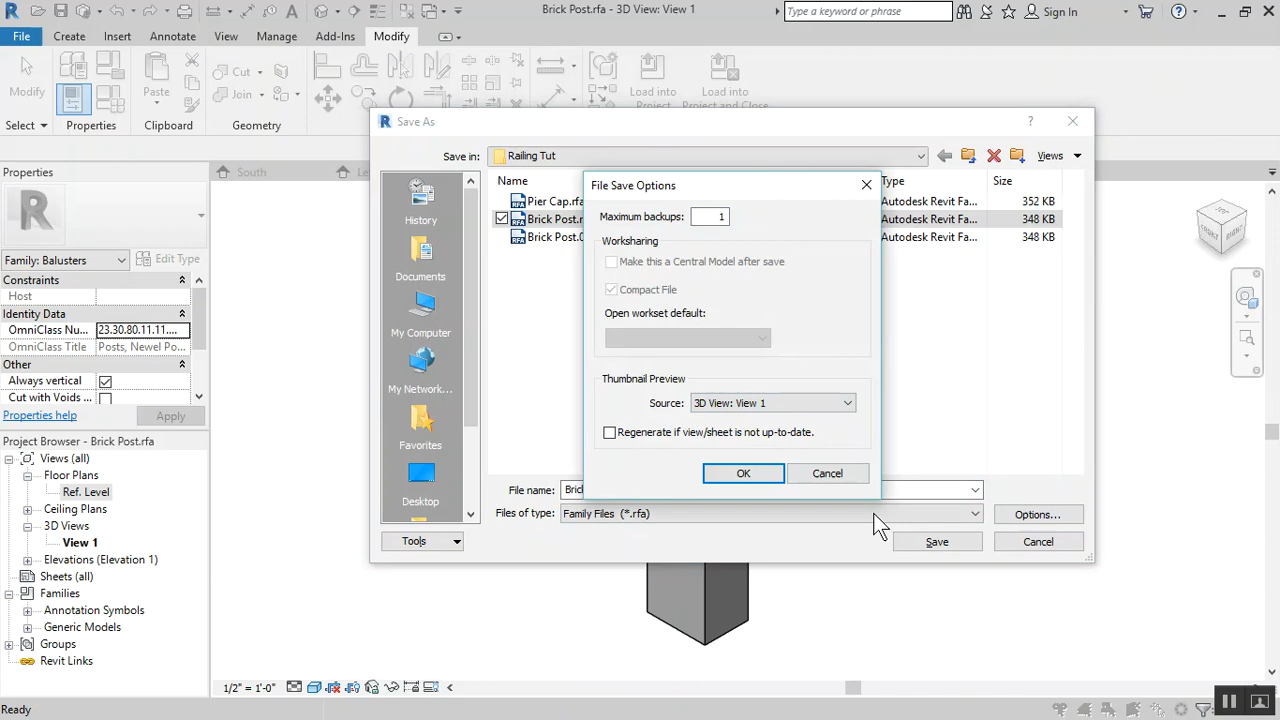 Brick Post.rfa - 3D View: View 1
Type a keyword or phrase
Sign In
File
Create
Insert
Annotate
View
Manage
Add-Ins
Modify
Modify
Paste
Cut
Join
Load into
Project
Load into
Project and Close
Select
Properties
Clipboard
Geometry
Properties
South
Family: Balusters
Edit Type
Constraints
Host
Identity Data
OmniClass Nu...
23.30.80.11.11....
OmniClass Title
Posts, Newel Po...
Other
Always vertical
Cut with Voids
Properties help
Apply
Project Browser - Brick Post.rfa
Views (all)
Floor Plans
Ref. Level
Ceiling Plans
3D Views
View 1
Elevations (Elevation 1)
Sheets (all)
Families
Annotation Symbols
Generic Models
Groups
Revit Links
Save As
Save in:
Railing Tut
Views
History
Documents
My Computer
My Network...
Favorites
Desktop
Tools
Name
Type
Size
Pier Cap.rfa
Autodesk Revit Fa...
352 KB
Brick Post.r
Autodesk Revit Fa...
348 KB
Brick Post.0
Autodesk Revit Fa...
348 KB
File name:
Bric
Files of type:
Family Files (*.rfa)
Options...
Save
Cancel
File Save Options
Maximum backups:
1
Worksharing
Make this a Central Model after save
Compact File
Open workset default:
Thumbnail Preview
Source:
3D View: View 1
Regenerate if view/sheet is not up-to-date.
OK
Cancel
1/2" = 1'-0"
Ready